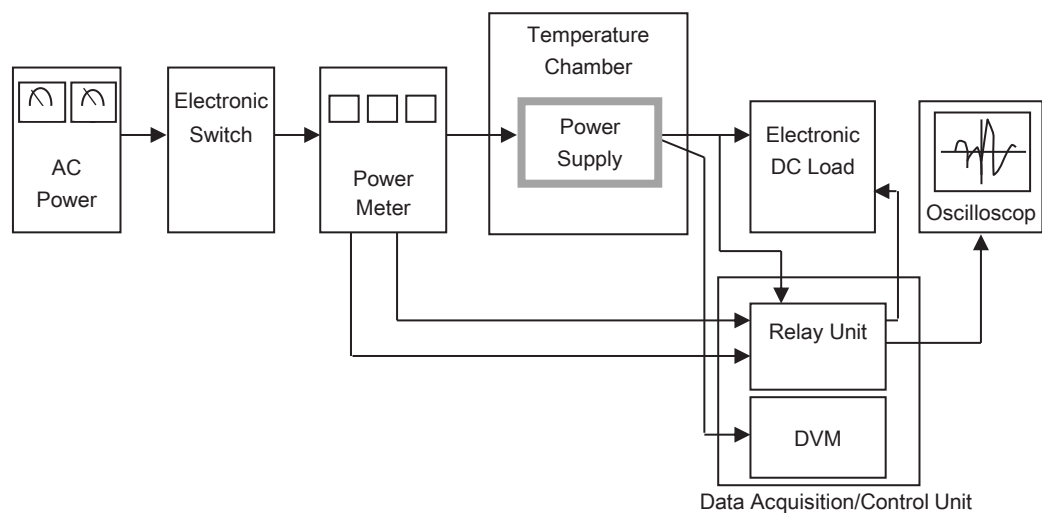 AC
Power
Electronic
Switch
Power
Meter
Temperature
Chamber
Power
Supply
Electronic
DC Load
Oscilloscop
Relay Unit
DVM
Data Acquisition/Control Unit